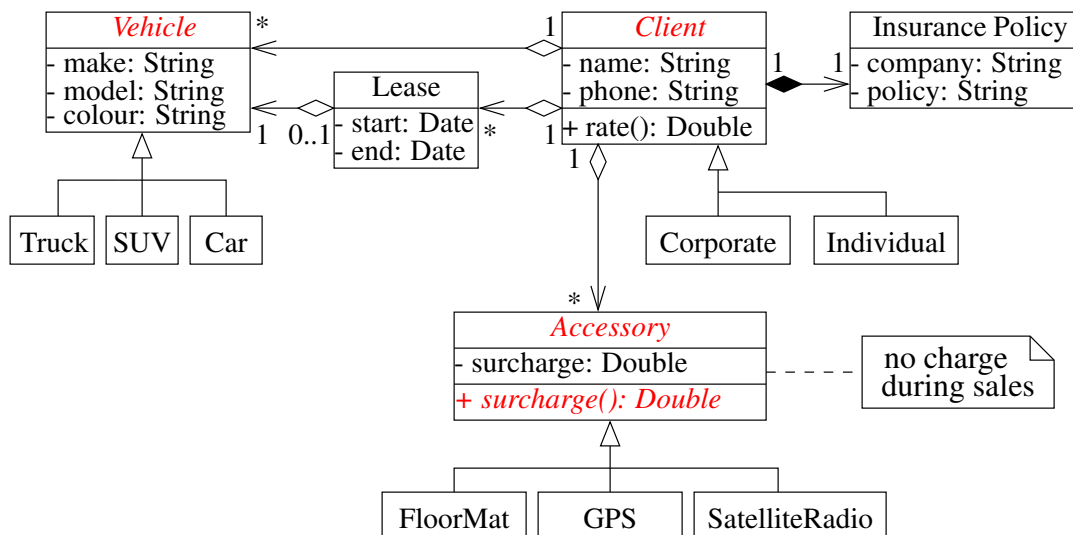 Vehicle
- make: String
- model: String
- colour: String
*
1
Client
- name: String
- phone: String
+ rate(): Double
1
1
Insurance Policy
- company: String
- policy: String
Lease
- start: Date
- end: Date
1
0..1
*
1
1
Truck
SUV
Car
Corporate
Individual
*
Accessory
- surcharge: Double
+ surcharge(): Double
no charge
during sales
FloorMat
GPS
SatelliteRadio